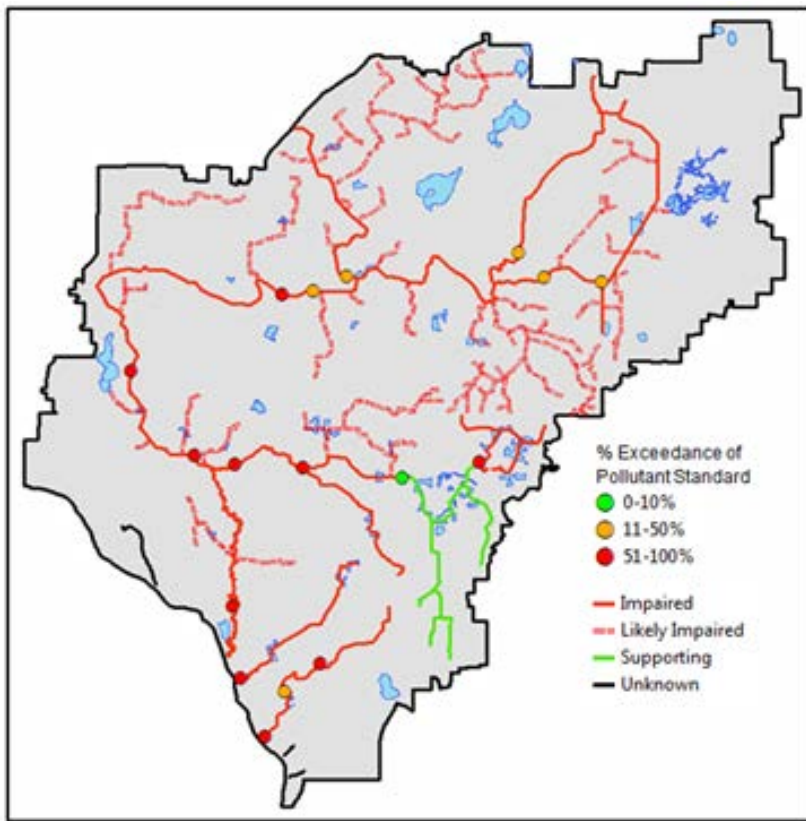 % Exceedance of
Pollutant Standard
0-10%
11-50%
51-100%
Impaired
Likely Impaired
Supporting
Unknown